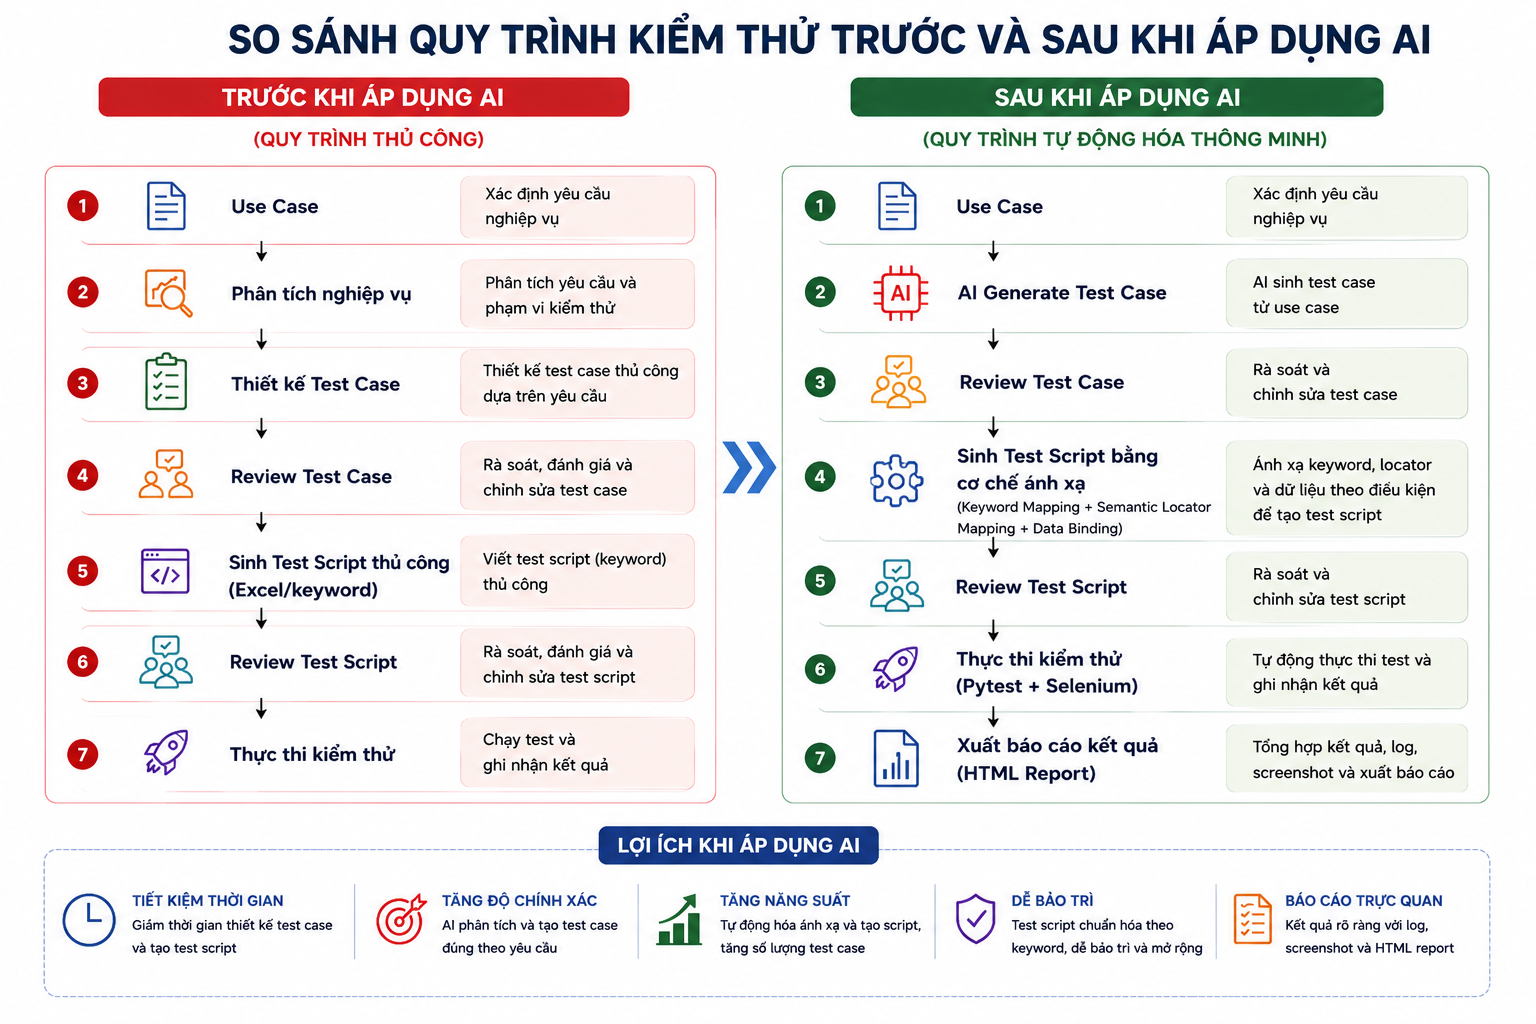 SO SÁNH QUY TRÌNH KIỂM THỬ TRƯỚC VÀ SAU KHI ÁP DỤNG AI
TRƯỚC KHI ÁP DỤNG AI
(QUY TRÌNH THỦ CÔNG)
1
Use Case
Xác định yêu cầu
nghiệp vụ
2
Phân tích nghiệp vụ
Phân tích yêu cầu và
phạm vi kiểm thử
3
Thiết kế Test Case
Thiết kế test case thủ công
dựa trên yêu cầu
4
Review Test Case
Rà soát, đánh giá và
chỉnh sửa test case
5
Sinh Test Script thủ công
(Excel/keyword)
Viết test script (keyword)
thủ công
6
Review Test Script
Rà soát, đánh giá và
chỉnh sửa test script
7
Thực thi kiểm thử
Chạy test và
ghi nhận kết quả
SAU KHI ÁP DỤNG AI
(QUY TRÌNH TỰ ĐỘNG HÓA THÔNG MINH)
1
Use Case
Xác định yêu cầu
nghiệp vụ
2
AI
AI Generate Test Case
AI sinh test case
từ use case
3
Review Test Case
Rà soát và
chỉnh sửa test case
4
Sinh Test Script bằng
cơ chế ánh xạ
(Keyword Mapping + Semantic Locator
Mapping + Data Binding)
Ánh xạ keyword, locator
và dữ liệu theo điều kiện
để tạo test script
5
Review Test Script
Rà soát và
chỉnh sửa test script
6
Thực thi kiểm thử
(Pytest + Selenium)
Tự động thực thi test và
ghi nhận kết quả
7
Xuất báo cáo kết quả
(HTML Report)
Tổng hợp kết quả, log,
screenshot và xuất báo cáo
LỢI ÍCH KHI ÁP DỤNG AI
TIẾT KIỆM THỜI GIAN
Giảm thời gian thiết kế test case
và tạo test script
TĂNG ĐỘ CHÍNH XÁC
AI phân tích và tạo test case
đúng theo yêu cầu
TĂNG NĂNG SUẤT
Tự động hóa ánh xạ và tạo script,
tăng số lượng test case
DỄ BẢO TRÌ
Test script chuẩn hóa theo
keyword, dễ bảo trì và mở rộng
BÁO CÁO TRỰC QUAN
Kết quả rõ ràng với log,
screenshot và HTML report